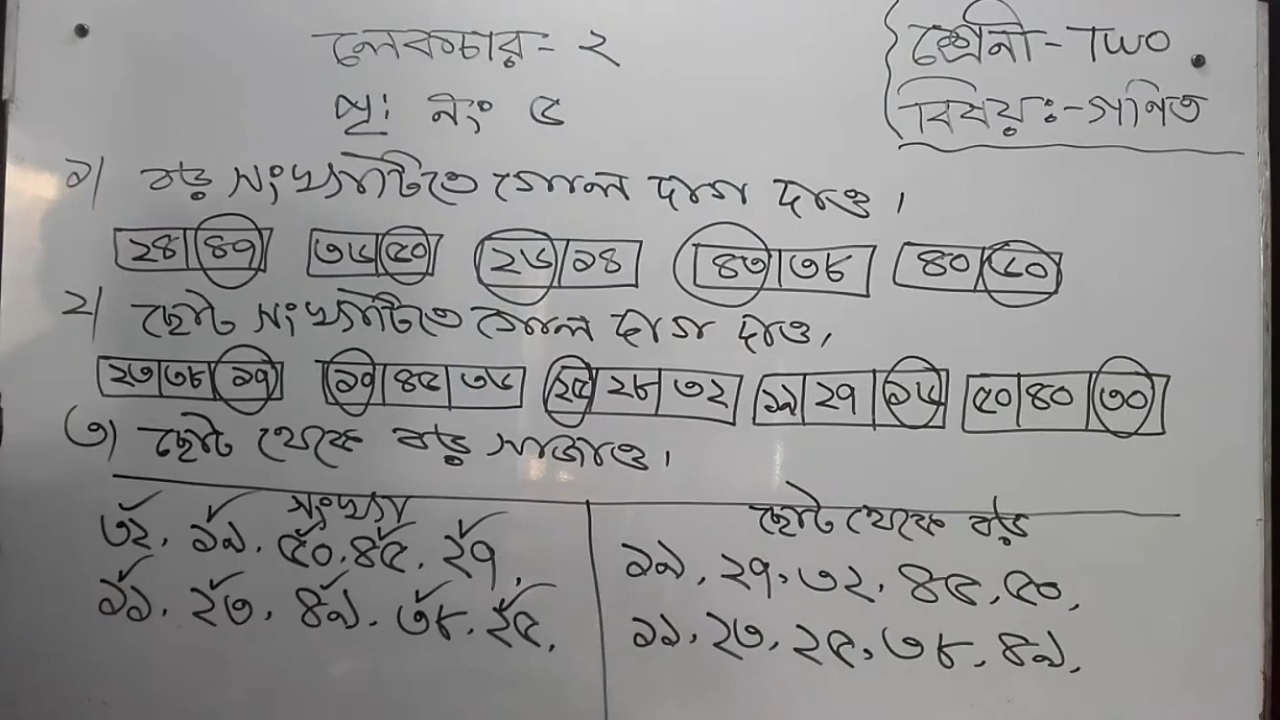 লেকচার - ২
শ্রেনী - Two
পৃঃ নং ৫
বিষয়ঃ - গনিত
১) বড় সংখ্যাটিতে গোল দাগ দাও।
২৪ ৪৭ ৩৬ ৫০ ২৬ ১৪ ৪৩ ৩৮ ৪০ ৫০
২) ছোট সংখ্যাটিতে গোল দাগ দাও,
২৩ ৩৮ ১৭ ১৭ ৪৫ ৩৬ ২৫ ২৮ ৩২ ১৯ ২৭ ১৬ ৫০ ৪০ ৩০
৩) ছোট থেকে বড় সাজাও।
সংখ্যা ছোট থেকে বড়
৩২, ১৯, ৫০, ৪৫, ২৭, ১৯, ২৭, ৩২, ৪৫, ৫০,
১১, ২৩, ৪৯, ৩৮, ২৫, ১১, ২৩, ২৫, ৩৮, ৪৯,